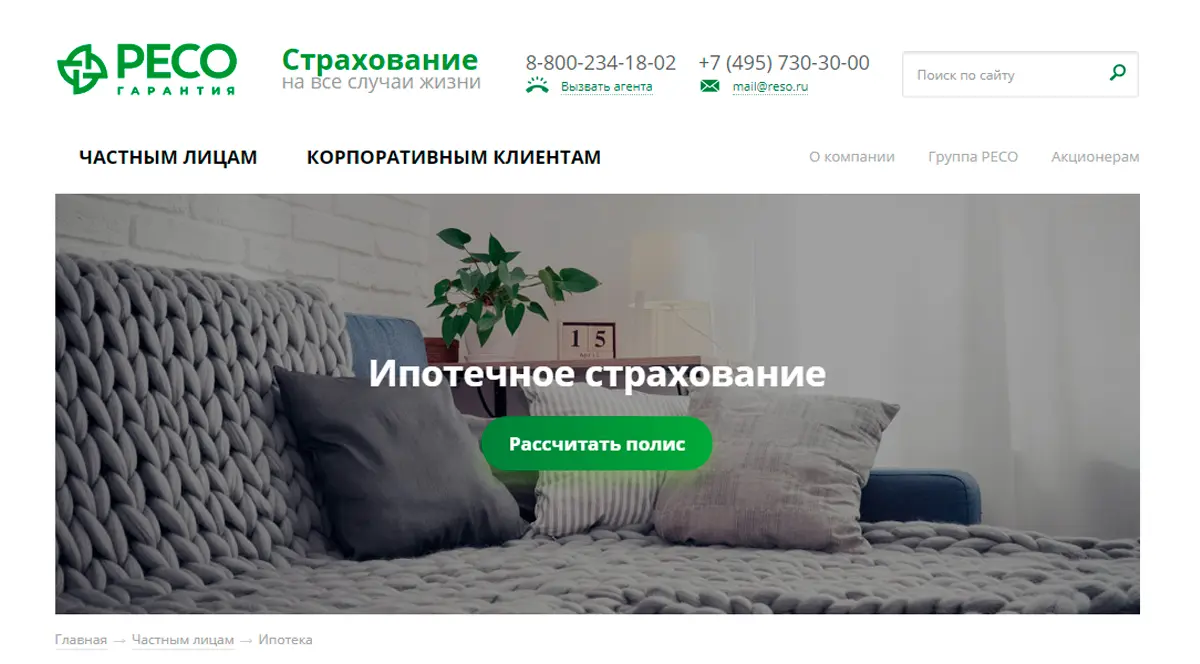 РЕСО
ГАРАНТИЯ
Страхование
на все случаи жизни
8-800-234-18-02
Вызвать агента
+7 (495) 730-30-00
mail@reso.ru
Поиск по сайту
ЧАСТНЫМ ЛИЦАМ
КОРПОРАТИВНЫМ КЛИЕНТАМ
О компании
Группа РЕСО
Акционерам
15
Ипотечное страхование
Рассчитать полис
Главная → Частным лицам → Ипотека